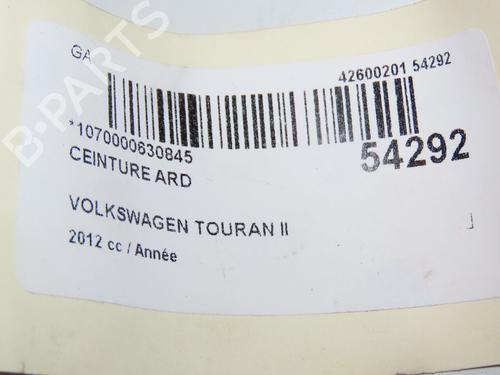 GA
42600201 54292
*1070000630845
54292
CEINTURE ARD
VOLKSWAGEN TOURAN II
2012 cc / Année
B-PARTS